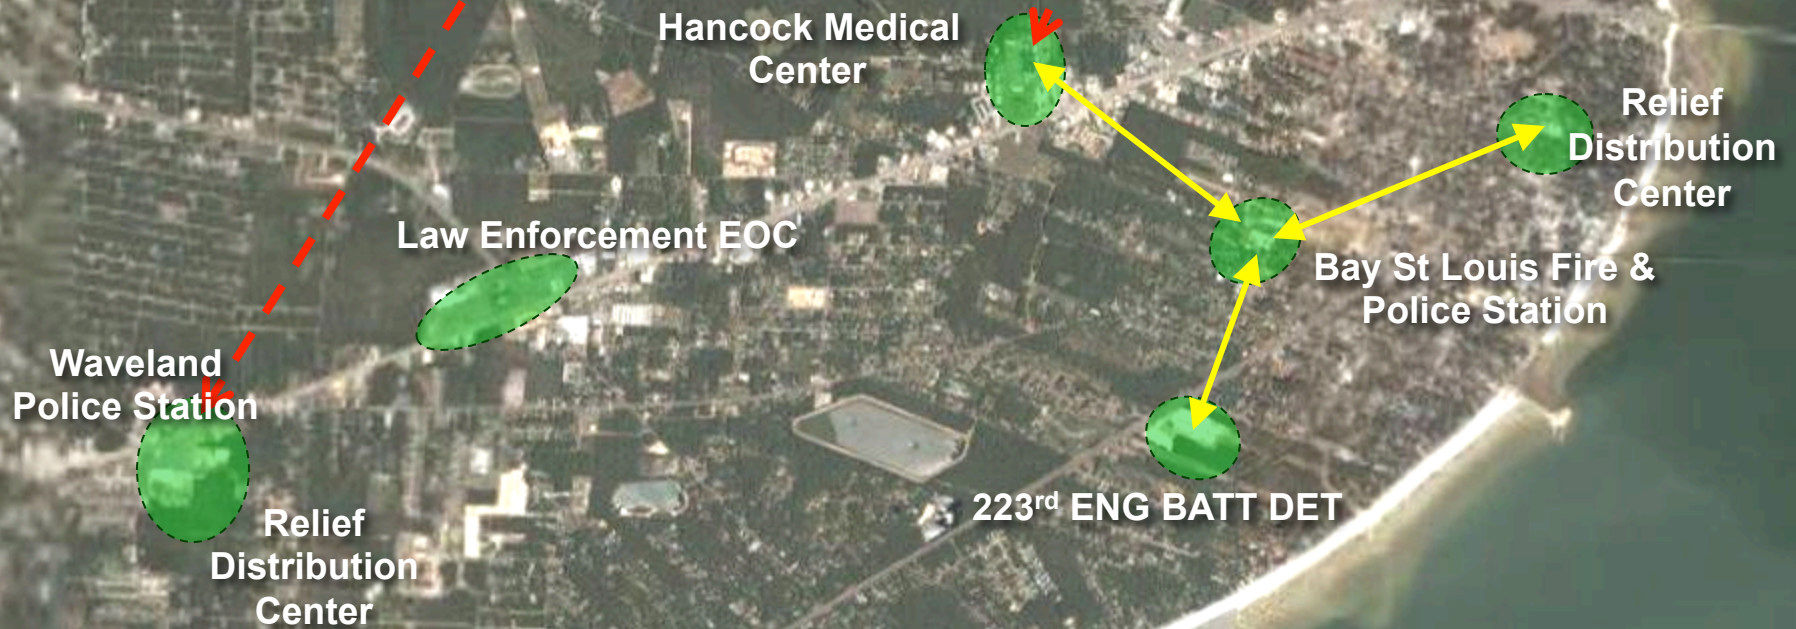 Hancock Medical
Center
Relief
Distribution
Center
Law Enforcement EOC
Bay St Louis Fire &
Police Station
Waveland
Police Station
223rd ENG BATT DET
Relief
Distribution
Center